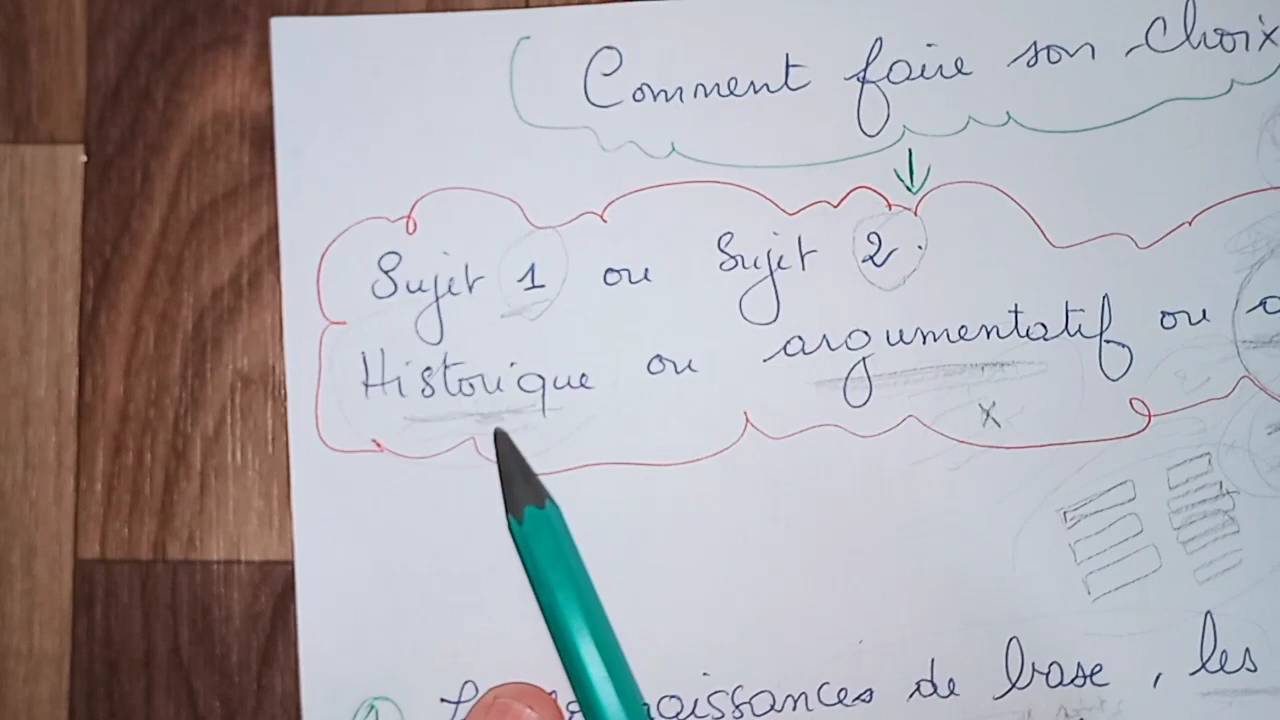 Comment faire son choix
Sujet 1 ou Sujet 2.
Historique ou argumentatif ou
x
de base, les